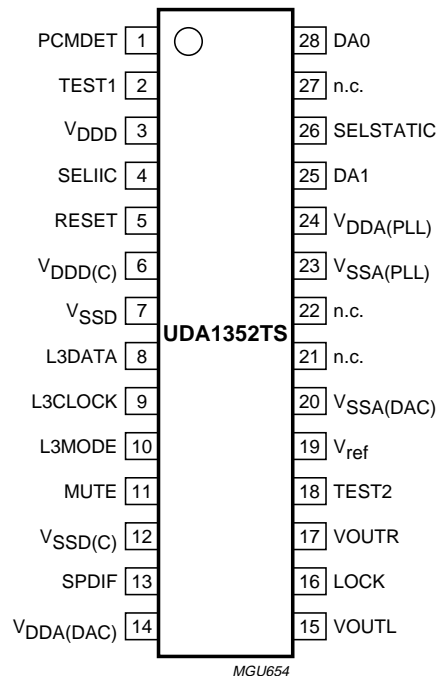 PCMDET 1 28 DA0
TEST1 2 27 n.c.
VDDD 3 26 SELSTATIC
SELIIC 4 25 DA1
RESET 5 24 VDDA(PLL)
VDDD(C) 6 23 VSSA(PLL)
VSSD 7 22 n.c.
UDA1352TS
L3DATA 8 21 n.c.
L3CLOCK 9 20 VSSA(DAC)
L3MODE 10 19 Vref
MUTE 11 18 TEST2
VSSD(C) 12 17 VOUTR
SPDIF 13 16 LOCK
VDDA(DAC) 14 15 VOUTL
MGU654